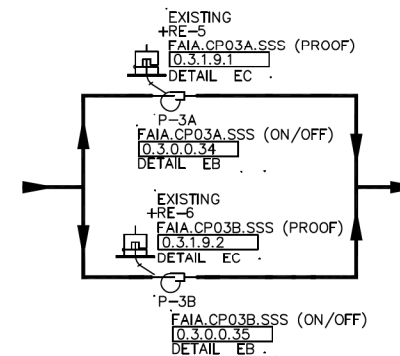 EXISTING
+RE-5
FAIA.CP03A.SSS (PROOF)
0.3.1.9.1
DETAIL EC
P-3A
FAIA.CP03A.SSS (ON/OFF)
0.3.0.0.34
DETAIL EB
EXISTING
+RE-6
FAIA.CP03B.SSS (PROOF)
0.3.1.9.2
DETAIL EC
P-3B
FAIA.CP03B.SSS (ON/OFF)
0.3.0.0.35
DETAIL EB